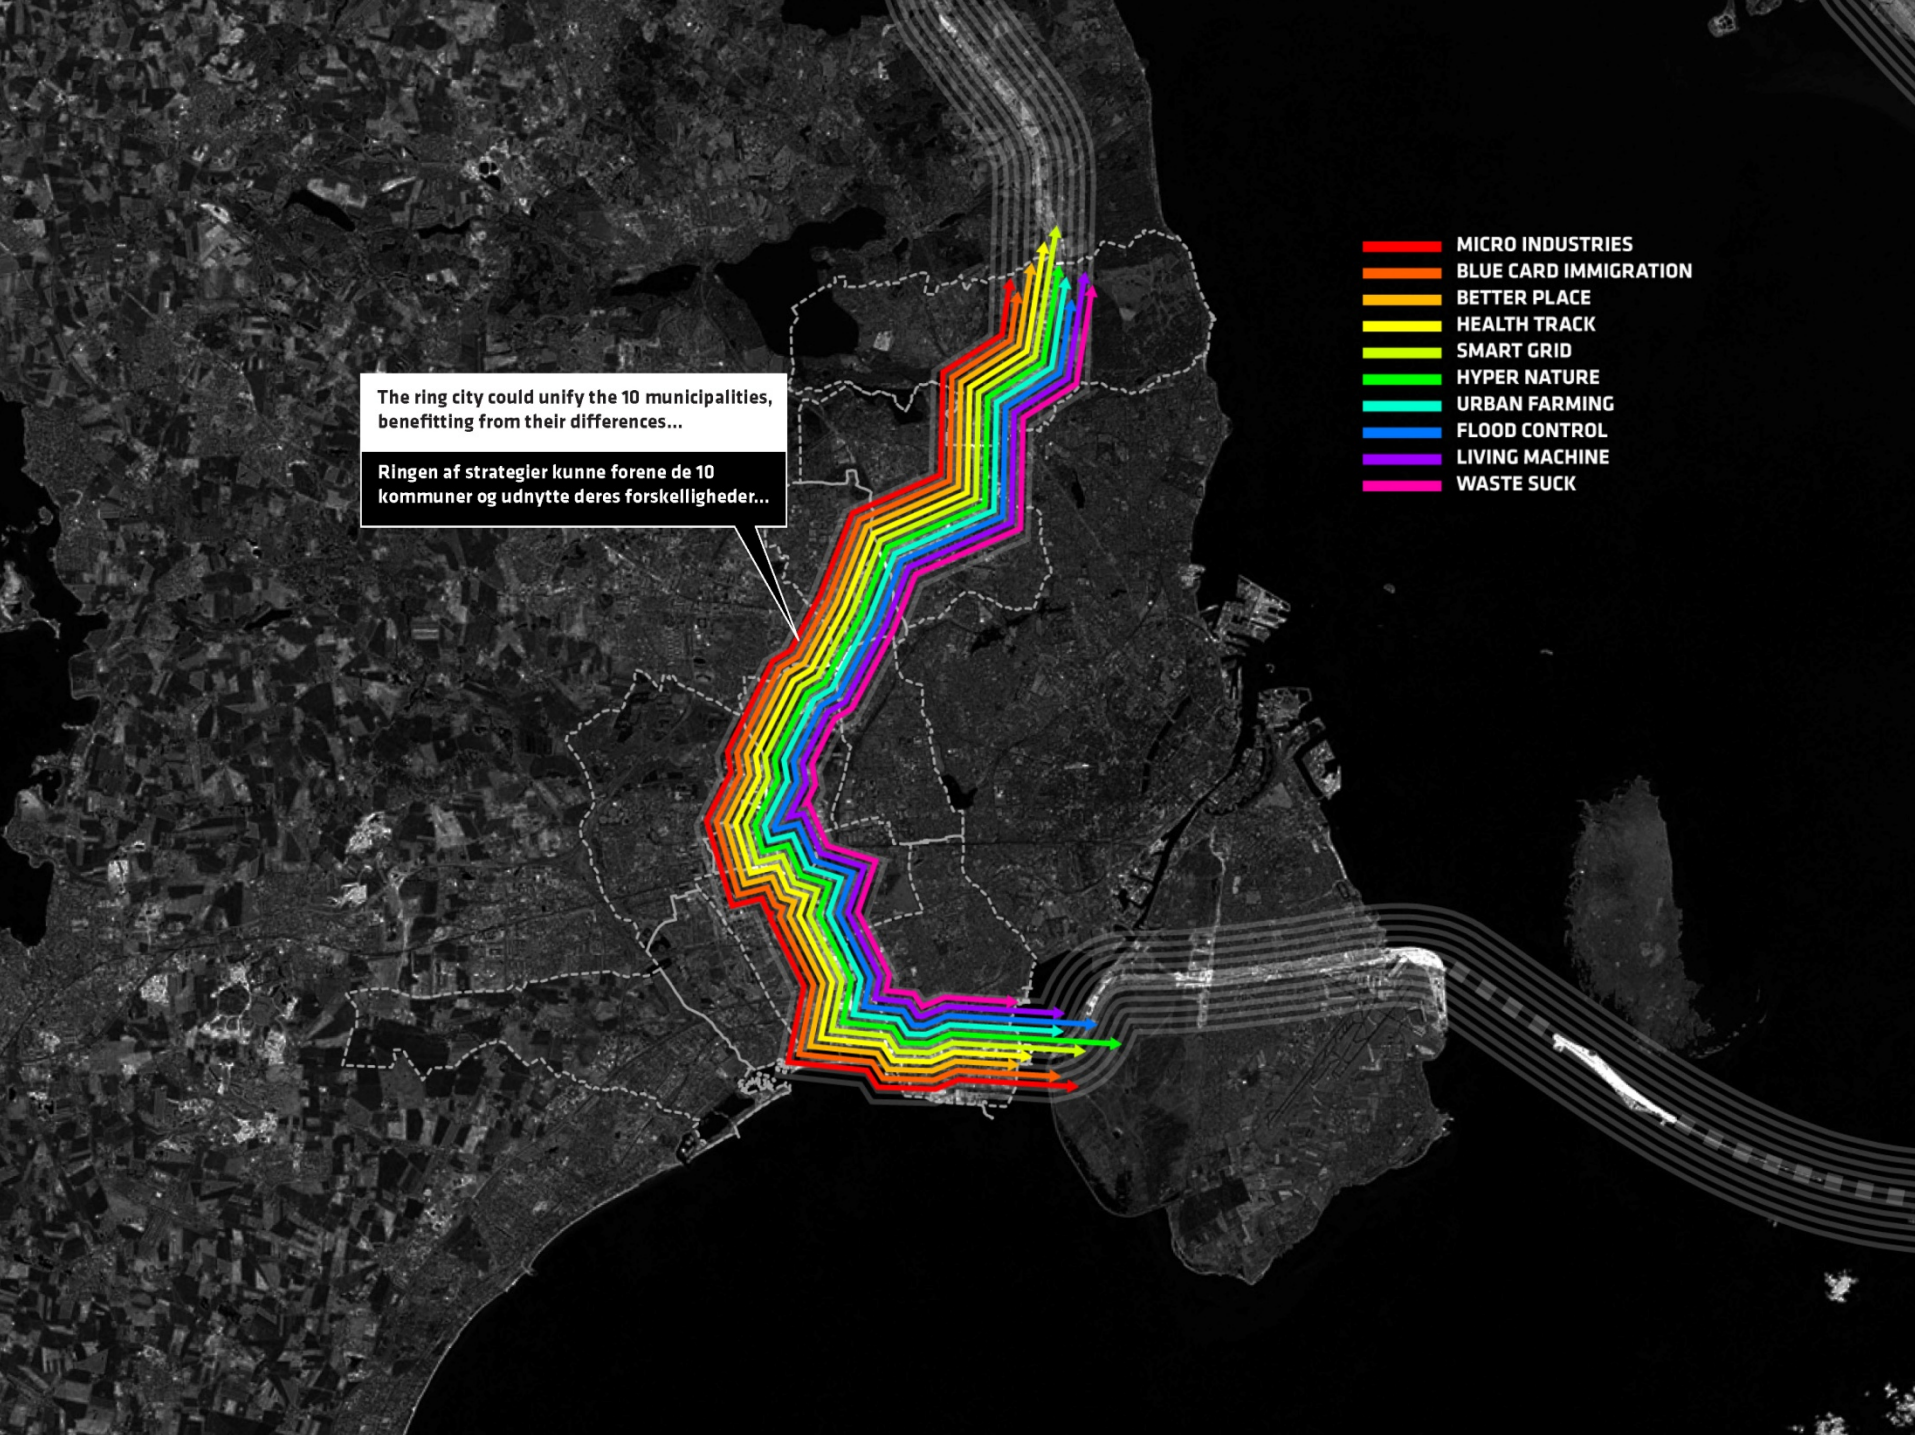 The ring city could unify the 10 municipalities,
benefitting from their differences...
Ringen af strategier kunne forene de 10
kommuner og udnytte deres forskelligheder...
MICRO INDUSTRIES
BLUE CARD IMMIGRATION
BETTER PLACE
HEALTH TRACK
SMART GRID
HYPER NATURE
URBAN FARMING
FLOOD CONTROL
LIVING MACHINE
WASTE SUCK